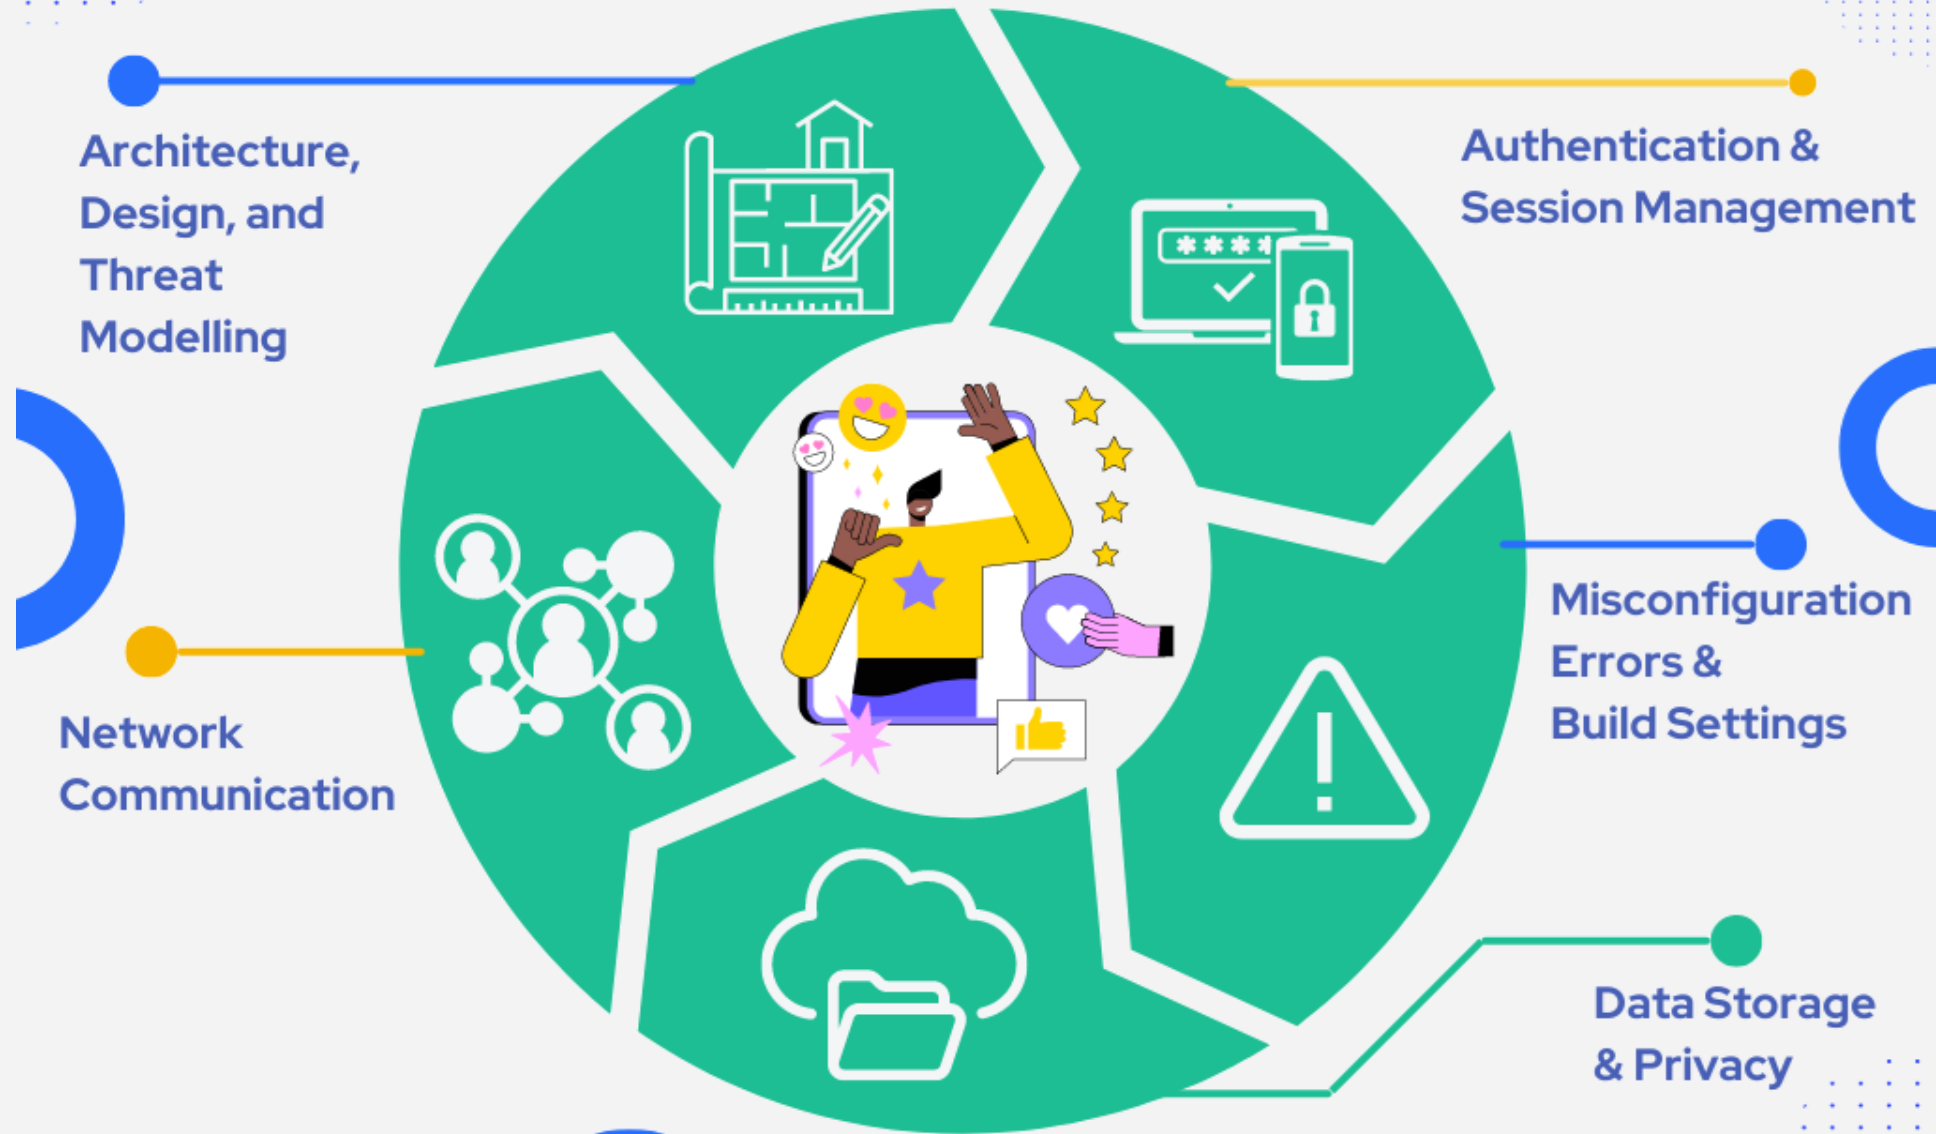 Architecture,
Design, and
Threat
Modelling
Authentication &
Session Management
Misconfiguration
Errors &
Build Settings
Network
Communication
Data Storage
& Privacy